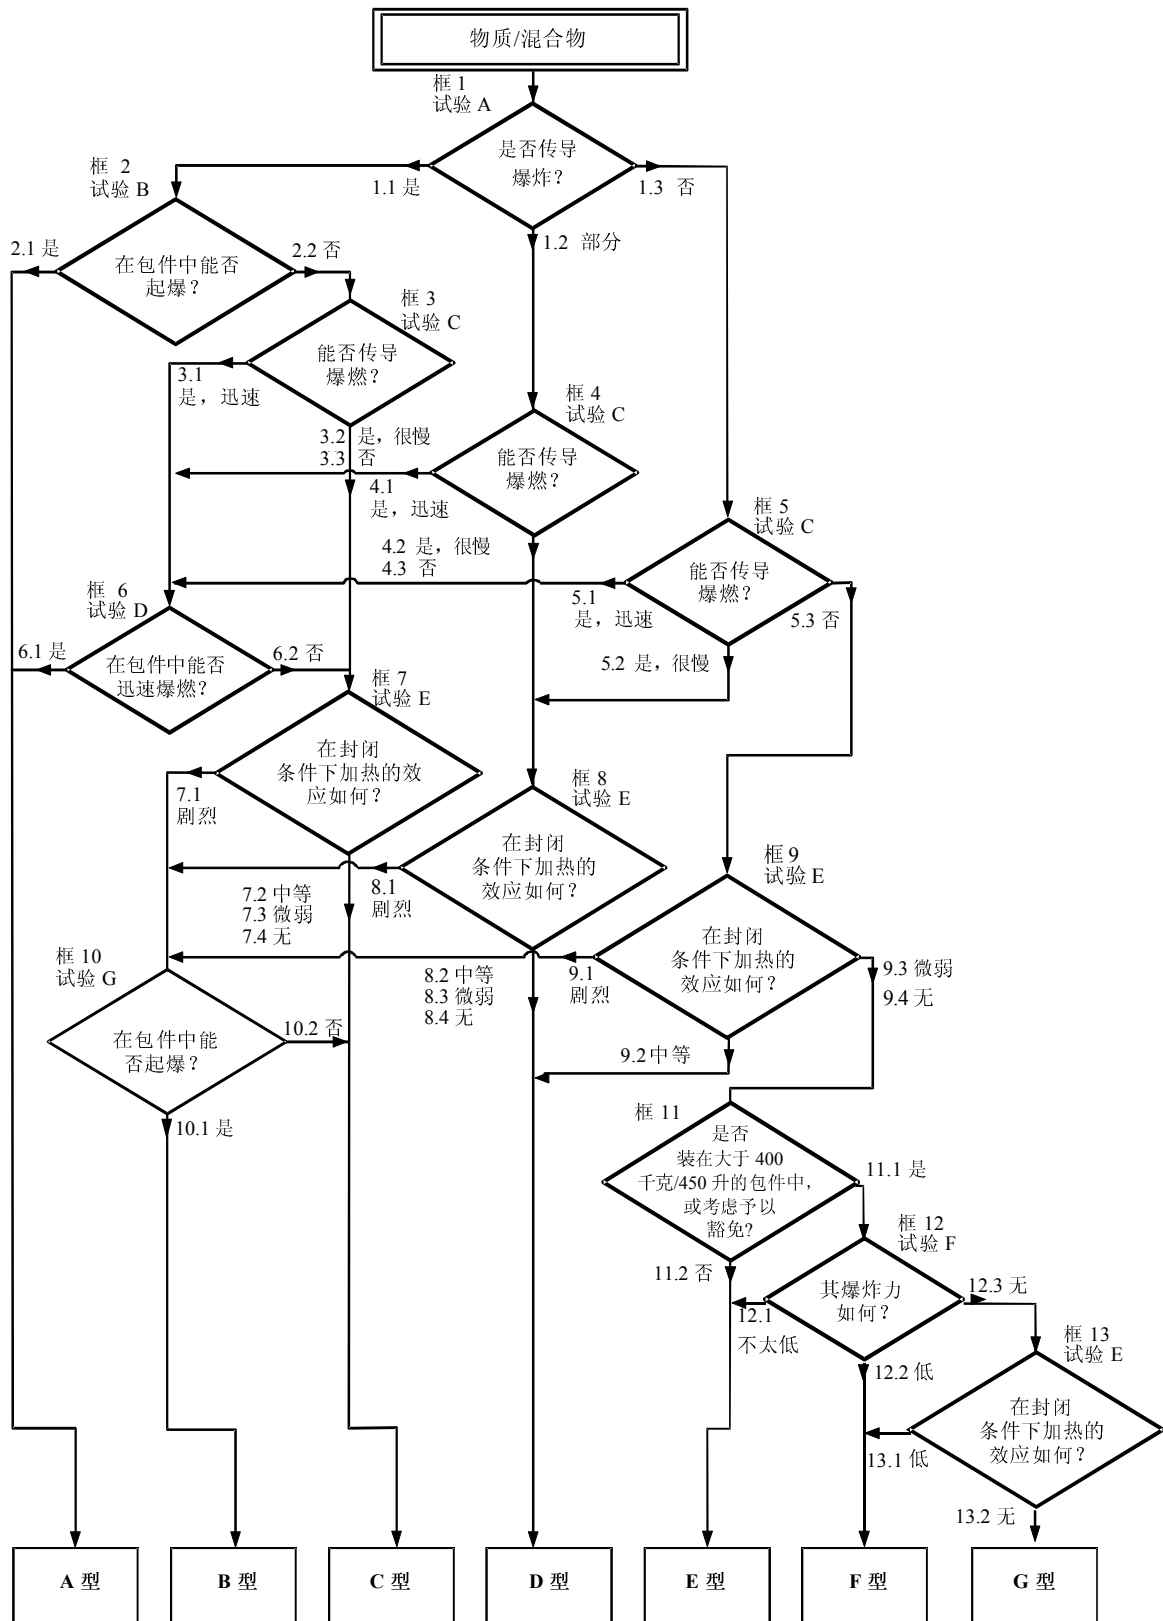 物质/混合物
框 1
试验 A
是否传导
爆炸？
1.1 是
1.3 否
1.2 部分
框 2
试验 B
2.1 是
2.2 否
在包件中能否
起爆？
框 3
试验 C
能否传导
爆燃？
3.1
是，迅速
3.2 是，很慢
3.3 否
框 4
试验 C
能否传导
爆燃？
4.1
是，迅速
4.2 是，很慢
4.3 否
框 5
试验 C
能否传导
爆燃？
5.1
是，迅速
5.3 否
5.2 是，很慢
框 6
试验 D
6.1 是
6.2 否
在包件中能否
迅速爆燃？
框 7
试验 E
在封闭
条件下加热的效
应如何？
7.1
剧烈
7.2 中等
7.3 微弱
7.4 无
框 8
试验 E
在封闭
条件下加热的
效应如何？
8.1
剧烈
8.2 中等
8.3 微弱
8.4 无
框 9
试验 E
在封闭
条件下加热的
效应如何？
9.1
剧烈
9.3 微弱
9.4 无
9.2 中等
框 10
试验 G
在包件中能
否起爆？
10.2 否
10.1 是
框 11
是否
装在大于 400
千克/450 升的包件中，
或考虑予以
豁免?
11.1 是
11.2 否
框 12
试验 F
其爆炸力
如何？
12.3 无
12.1
不太低
12.2 低
框 13
试验 E
在封闭
条件下加热的
效应如何？
13.1 低
13.2 无
A 型
B 型
C 型
D 型
E 型
F 型
G 型